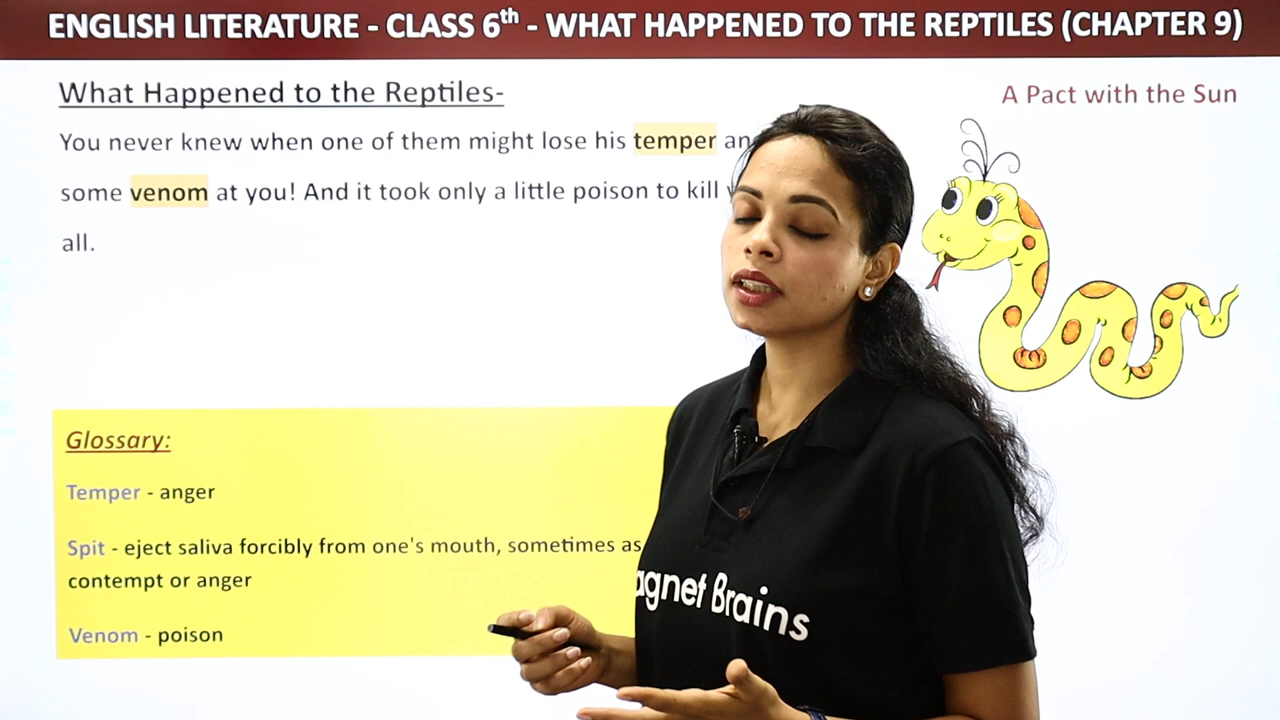 ENGLISH LITERATURE - CLASS 6th - WHAT HAPPENED TO THE REPTILES (CHAPTER 9)
What Happened to the Reptiles-
A Pact with the Sun
You never knew when one of them might lose his temper
some venom at you! And it took only a little poison to kill
all.
Glossary:
Temper - anger
Spit - eject saliva forcibly from one's mouth, sometimes as
contempt or anger
Venom - poison
agnet Brains